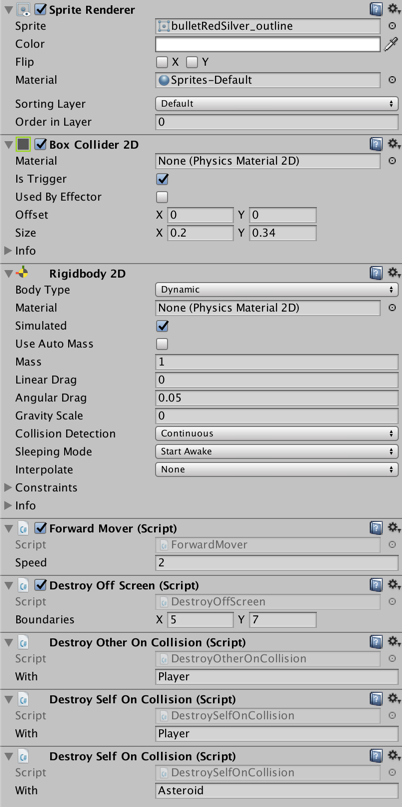 Sprite Renderer
Sprite bulletRedSilver_outline
Color
Flip X Y
Material Sprites-Default
Sorting Layer Default
Order in Layer 0
Box Collider 2D
Material None (Physics Material 2D)
Is Trigger
Used By Effector
Offset X 0 Y 0
Size X 0.2 Y 0.34
Info
Rigidbody 2D
Body Type Dynamic
Material None (Physics Material 2D)
Simulated
Use Auto Mass
Mass 1
Linear Drag 0
Angular Drag 0.05
Gravity Scale 0
Collision Detection Continuous
Sleeping Mode Start Awake
Interpolate None
Constraints
Info
Forward Mover (Script)
Script ForwardMover
Speed 2
Destroy Off Screen (Script)
Script DestroyOffScreen
Boundaries X 5 Y 7
Destroy Other On Collision (Script)
Script DestroyOtherOnCollision
With Player
Destroy Self On Collision (Script)
Script DestroySelfOnCollision
With Player
Destroy Self On Collision (Script)
Script DestroySelfOnCollision
With Asteroid